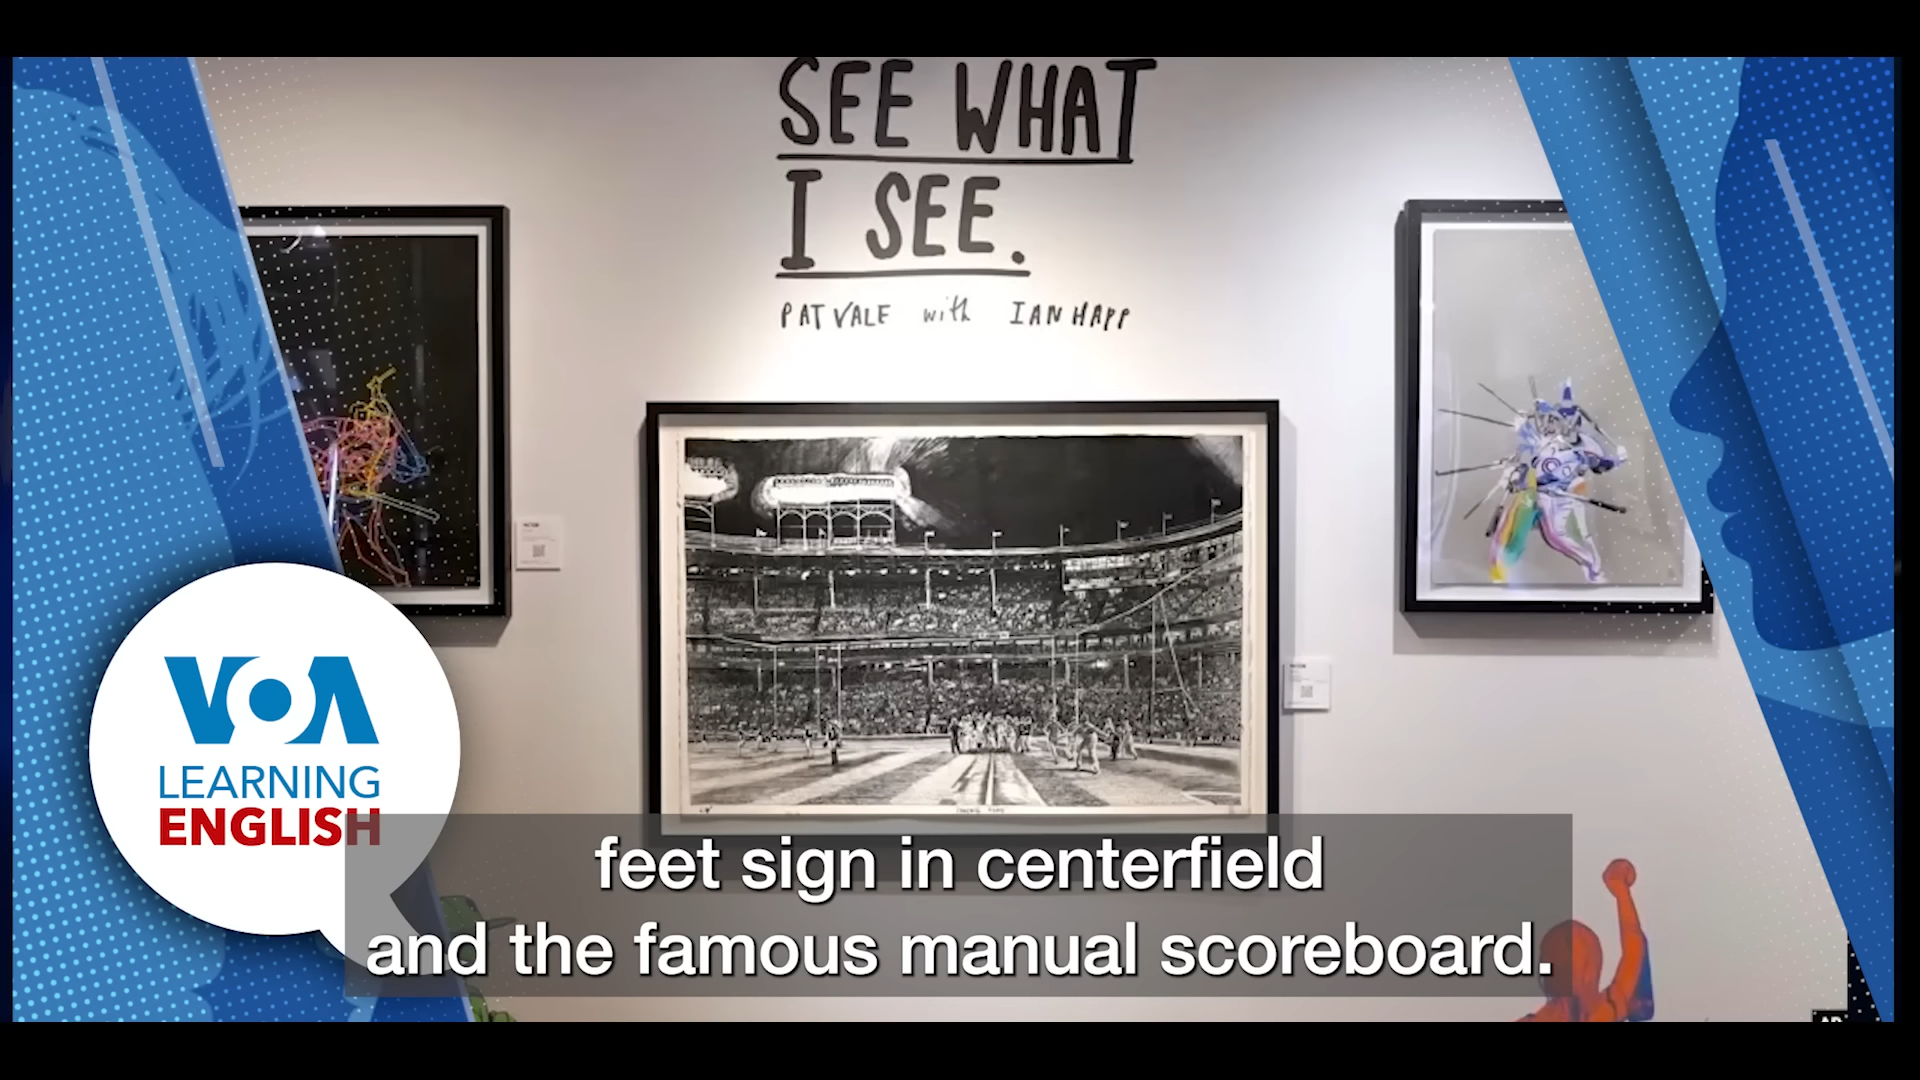 SEE WHAT
I SEE.
PAT VALE with IAN HAPP
VOA
LEARNING
ENGLISH
feet sign in centerfield
and the famous manual scoreboard.